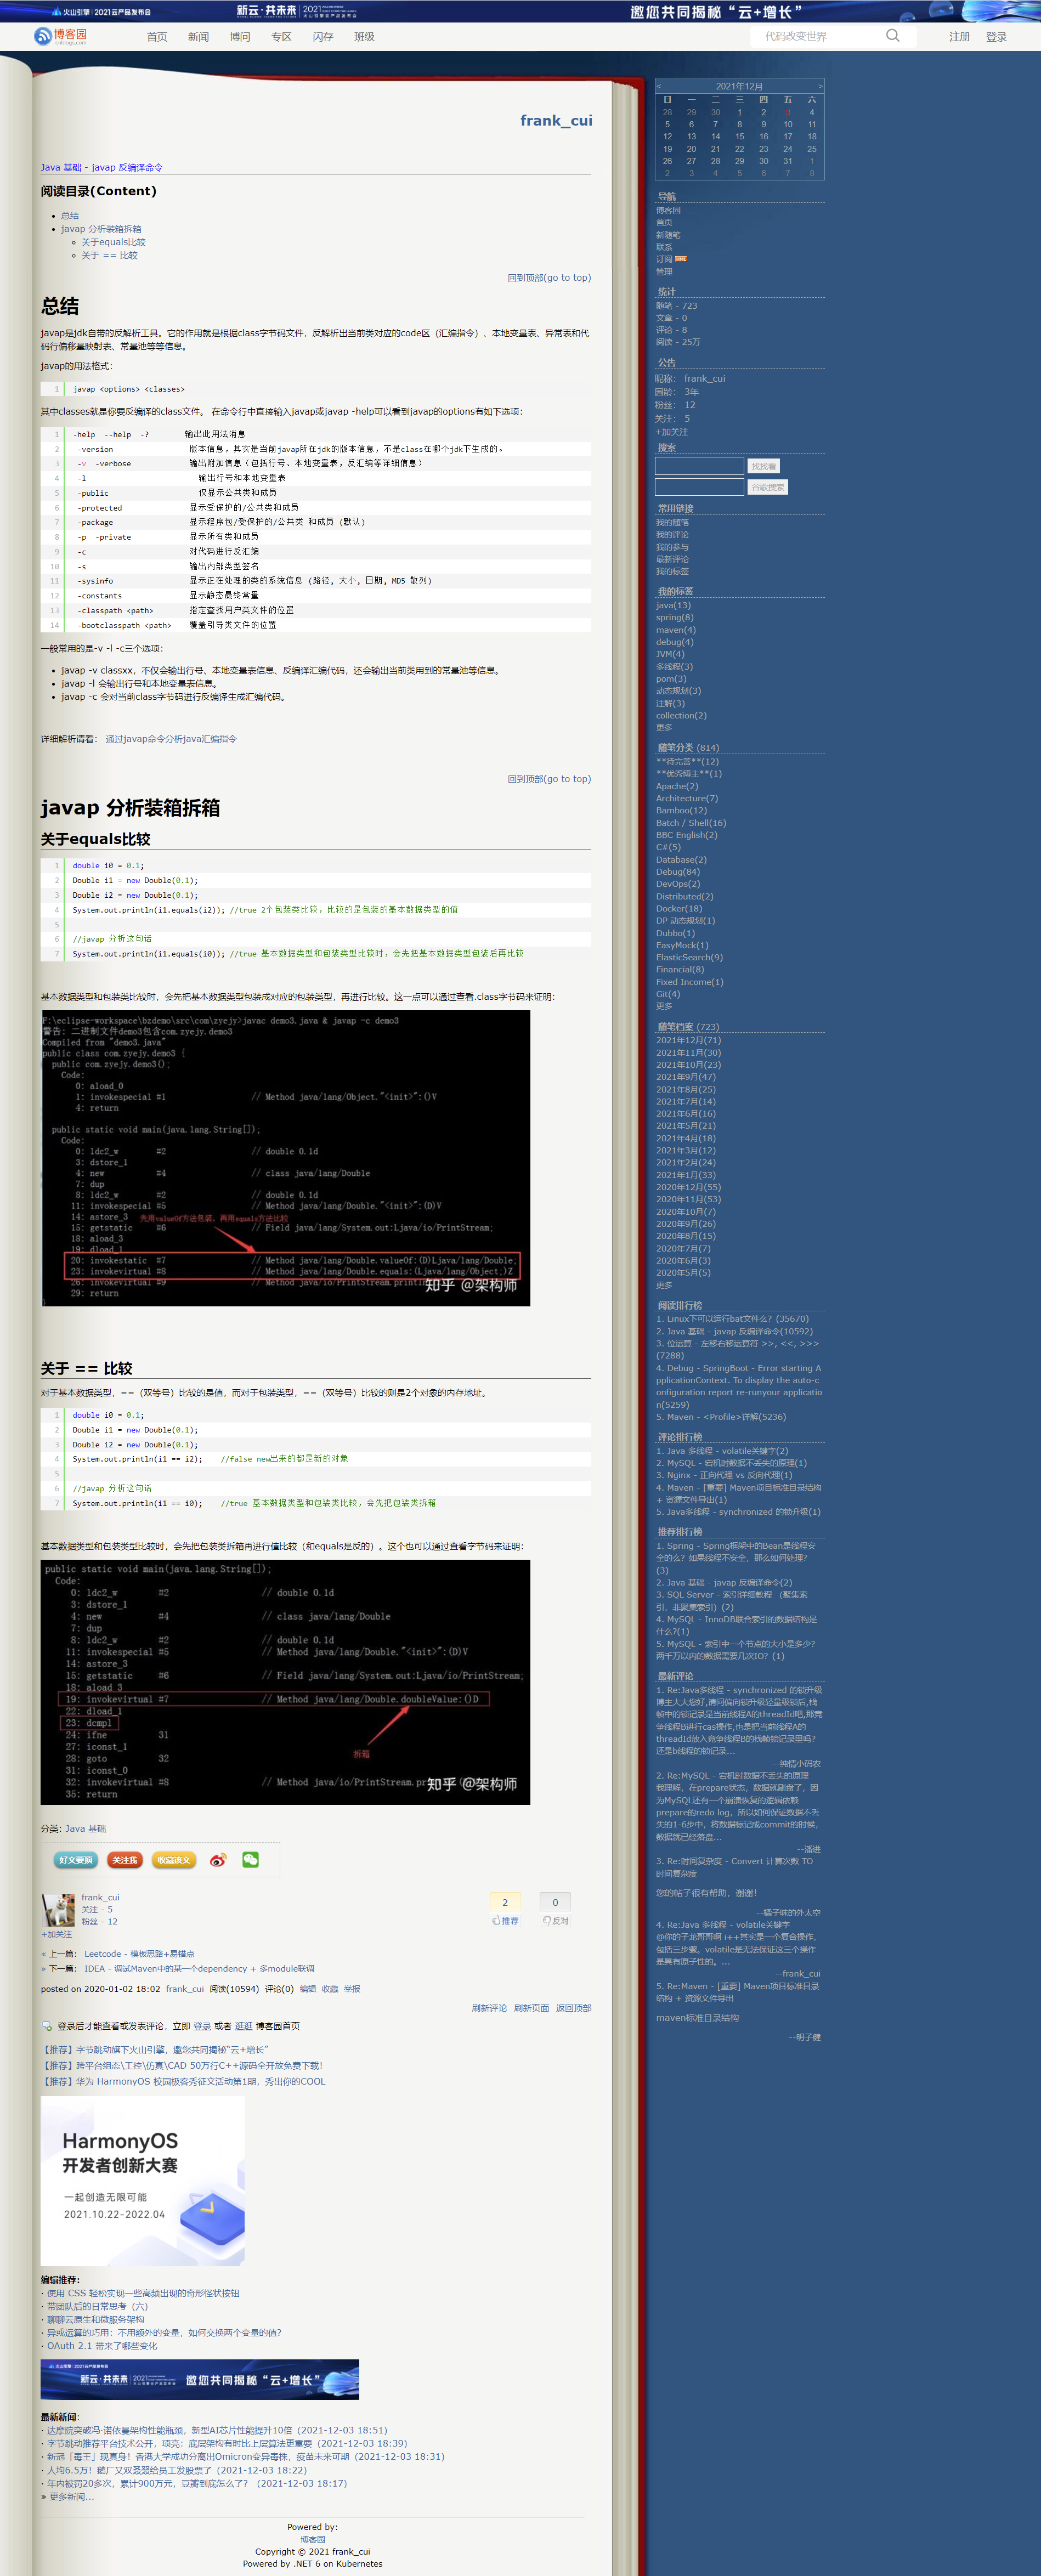 火山引擎 | 2021云产品发布会
新云·共未来
邀您共同揭秘“云+增长”
博客园
首页 新闻 博问 专区 闪存 班级
代码改变世界
注册 登录
frank_cui
Java 基础 - javap 反编译命令
阅读目录(Content)
总结
javap 分析装箱拆箱
关于equals比较
关于 == 比较
回到顶部(go to top)
总结
javap是jdk自带的反解析工具。它的作用就是根据class字节码文件，反解析出当前类对应的code区（汇编指令）、本地变量表、异常表和代
码行偏移量映射表、常量池等等信息。
javap的用法格式:
1 javap <options> <classes>
其中classes就是你要反编译的class文件。 在命令行中直接输入javap或javap -help可以看到javap的options有如下选项:
1 -help --help -? 输出此用法消息
2 -version 版本信息，其实是当前javap所在jdk的版本信息，不是class在哪个jdk下生成的。
3 -v -verbose 输出附加信息（包括行号、本地变量表，反汇编等详细信息）
4 -l 输出行号和本地变量表
5 -public 仅显示公共类和成员
6 -protected 显示受保护的/公共类和成员
7 -package 显示程序包/受保护的/公共类 和成员 (默认)
8 -p -private 显示所有类和成员
9 -c 对代码进行反汇编
10 -s 输出内部类型签名
11 -sysinfo 显示正在处理的类的系统信息 (路径, 大小, 日期, MD5 散列)
12 -constants 显示静态最终常量
13 -classpath <path> 指定查找用户类文件的位置
14 -bootclasspath <path> 覆盖引导类文件的位置
一般常用的是-v -l -c三个选项:
javap -v classxx，不仅会输出行号、本地变量表信息、反编译汇编代码，还会输出当前类用到的常量池等信息。
javap -l 会输出行号和本地变量表信息。
javap -c 会对当前class字节码进行反编译生成汇编代码。
详细解析请看： 通过javap命令分析java汇编指令
回到顶部(go to top)
javap 分析装箱拆箱
关于equals比较
1 double i0 = 0.1;
2 Double i1 = new Double(0.1);
3 Double i2 = new Double(0.1);
4 System.out.println(i1.equals(i2)); //true 2个包装类比较，比较的是包装的基本数据类型的值
5
6 //javap 分析这句话
7 System.out.println(i1.equals(i0)); //true 基本数据类型和包装类型比较时，会先把基本数据类型包装后再比较
基本数据类型和包装类比较时，会先把基本数据类型包装成对应的包装类型，再进行比较。这一点可以通过查看.class字节码来证明：
F:\eclipse-workspace\bzdemo\src\com\zyejy>javac demo3.java & javap -c demo3
警告: 二进制文件demo3包含com.zyejy.demo3
Compiled from "demo3.java"
public class com.zyejy.demo3 {
public com.zyejy.demo3();
Code:
0: aload_0
1: invokespecial #1 // Method java/lang/Object."<init>":()V
4: return
public static void main(java.lang.String[]);
Code:
0: ldc2_w #2 // double 0.1d
3: dstore_1
4: new #4 // class java/lang/Double
7: dup
8: ldc2_w #2 // double 0.1d
11: invokespecial #5 // Method java/lang/Double."<init>":(D)V
14: astore_3 先用valueOf方法包装，再用equals方法比较
15: getstatic #6 // Field java/lang/System.out:Ljava/io/PrintStream;
18: aload_3
19: dload_1
20: invokestatic #7 // Method java/lang/Double.valueOf:(D)Ljava/lang/Double;
23: invokevirtual #8 // Method java/lang/Double.equals:(Ljava/lang/Object;)Z
26: invokevirtual #9 // Method java/io/PrintStream.println:
29: return
知乎 @架构师
关于 == 比较
对于基本数据类型，==（双等号）比较的是值，而对于包装类型，==（双等号）比较的则是2个对象的内存地址。
1 double i0 = 0.1;
2 Double i1 = new Double(0.1);
3 Double i2 = new Double(0.1);
4 System.out.println(i1 == i2); //false new出来的都是新的对象
5
6 //javap 分析这句话
7 System.out.println(i1 == i0); //true 基本数据类型和包装类比较，会先把包装类拆箱
基本数据类型和包装类型比较时，会先把包装类拆箱再进行值比较（和equals是反的）。这个也可以通过查看字节码来证明：
public static void main(java.lang.String[]);
Code:
0: ldc2_w #2 // double 0.1d
3: dstore_1
4: new #4 // class java/lang/Double
7: dup
8: ldc2_w #2 // double 0.1d
11: invokespecial #5 // Method java/lang/Double."<init>":(D)V
14: astore_3
15: getstatic #6 // Field java/lang/System.out:Ljava/io/PrintStream;
18: aload_3
19: invokevirtual #7 // Method java/lang/Double.doubleValue:()D
22: dload_1
23: dcmpl
24: ifne 31
27: iconst_1
28: goto 32
31: iconst_0
32: invokevirtual #8 // Method java/io/PrintStream.
35: return
拆箱
知乎 @架构师
分类: Java 基础
好文要顶 关注我 收藏该文
frank_cui
关注 - 5
粉丝 - 12
+加关注
2 推荐
0 反对
« 上一篇： Leetcode - 模板思路+易错点
» 下一篇： IDEA - 调试Maven中的某一个dependency + 多module联调
posted on 2020-01-02 18:02 frank_cui 阅读(10594) 评论(0) 编辑 收藏 举报
刷新评论 刷新页面 返回顶部
登录后才能查看或发表评论，立即 登录 或者 逛逛 博客园首页
【推荐】字节跳动旗下火山引擎，邀您共同揭秘“云+增长”
【推荐】跨平台组态\工控\仿真\CAD 50万行C++源码全开放免费下载！
【推荐】华为 HarmonyOS 校园极客秀征文活动第1期，秀出你的COOL
HarmonyOS
开发者创新大赛
一起创造无限可能
2021.10.22-2022.04
编辑推荐：
· 使用 CSS 轻松实现一些高频出现的奇形怪状按钮
· 带团队后的日常思考（六）
· 聊聊云原生和微服务架构
· 异或运算的巧用：不用额外的变量，如何交换两个变量的值？
· OAuth 2.1 带来了哪些变化
火山引擎 | 2021云产品发布会
新云·共未来
邀您共同揭秘“云+增长”
最新新闻：
· 达摩院突破冯·诺依曼架构性能瓶颈，新型AI芯片性能提升10倍（2021-12-03 18:51）
· 字节跳动推荐平台技术公开，项亮：底层架构有时比上层算法更重要（2021-12-03 18:39）
· 新冠「毒王」现真身！香港大学成功分离出Omicron变异毒株，疫苗未来可期（2021-12-03 18:31）
· 人均6.5万！鹅厂又双叒叕给员工发股票了（2021-12-03 18:22）
· 年内被罚20多次，累计900万元，豆瓣到底怎么了？（2021-12-03 18:17）
» 更多新闻...
Powered by:
博客园
Copyright © 2021 frank_cui
Powered by .NET 6 on Kubernetes
< 2021年12月 >
日 一 二 三 四 五 六
28 29 30 1 2 3 4
5 6 7 8 9 10 11
12 13 14 15 16 17 18
19 20 21 22 23 24 25
26 27 28 29 30 31 1
2 3 4 5 6 7 8
导航
博客园
首页
新随笔
联系
订阅 XML
管理
统计
随笔 - 723
文章 - 0
评论 - 8
阅读 - 25万
公告
昵称： frank_cui
园龄： 3年
粉丝： 12
关注： 5
+加关注
搜索
找找看
谷歌搜索
常用链接
我的随笔
我的评论
我的参与
最新评论
我的标签
我的标签
java(13)
spring(8)
maven(4)
debug(4)
JVM(4)
多线程(3)
pom(3)
动态规划(3)
注解(3)
collection(2)
更多
随笔分类 (814)
**待完善**(12)
**优秀博主**(1)
Apache(2)
Architecture(7)
Bamboo(12)
Batch / Shell(16)
BBC English(2)
C#(5)
Database(2)
Debug(84)
DevOps(2)
Distributed(2)
Docker(18)
DP 动态规划(1)
Dubbo(1)
EasyMock(1)
ElasticSearch(9)
Financial(8)
Fixed Income(1)
Git(4)
更多
随笔档案 (723)
2021年12月(71)
2021年11月(30)
2021年10月(23)
2021年9月(47)
2021年8月(25)
2021年7月(14)
2021年6月(16)
2021年5月(21)
2021年4月(18)
2021年3月(12)
2021年2月(24)
2021年1月(33)
2020年12月(55)
2020年11月(53)
2020年10月(7)
2020年9月(26)
2020年8月(15)
2020年7月(7)
2020年6月(3)
2020年5月(5)
更多
阅读排行榜
1. Linux下可以运行bat文件么？(35670)
2. Java 基础 - javap 反编译命令(10592)
3. 位运算 - 左移右移运算符 >>, <<, >>>
(7288)
4. Debug - SpringBoot - Error starting A
pplicationContext. To display the auto-c
onfiguration report re-runyour applicatio
n(5259)
5. Maven - <Profile>详解(5236)
评论排行榜
1. Java 多线程 - volatile关键字(2)
2. MySQL - 宕机时数据不丢失的原理(1)
3. Nginx - 正向代理 vs 反向代理(1)
4. Maven - [重要] Maven项目标准目录结构
+ 资源文件导出(1)
5. Java多线程 - synchronized 的锁升级(1)
推荐排行榜
1. Spring - Spring框架中的Bean是线程安
全的么？如果线程不安全，那么如何处理？
(3)
2. Java 基础 - javap 反编译命令(2)
3. SQL Server - 索引详细教程 （聚集索
引，非聚集索引）(2)
4. MySQL - InnoDB联合索引的数据结构是
什么?(1)
5. MySQL - 索引中一个节点的大小是多少?
两千万以内的数据需要几次IO？(1)
最新评论
1. Re:Java多线程 - synchronized 的锁升级
博主大大您好,请问偏向锁升级轻量级锁后,栈
帧中的锁记录是当前线程A的threadId吧,那竞
争线程B进行cas操作,也是把当前线程A的
threadId放入竞争线程B的栈帧锁记录里吗?
还是b线程的锁记录...
--纯情小码农
2. Re:MySQL - 宕机时数据不丢失的原理
我理解，在prepare状态，数据就刷盘了，因
为MySQL还有一个崩溃恢复的逻辑依赖
prepare的redo log，所以如何保证数据不丢
失的1-6步中，将数据标记成commit的时候，
数据就已经落盘...
--潘进
3. Re:时间复杂度 - Convert 计算次数 TO
时间复杂度
您的帖子很有帮助，谢谢！
--橘子味的外太空
4. Re:Java 多线程 - volatile关键字
@你的子龙哥哥啊 i++其实是一个复合操作，
包括三步骤。volatile是无法保证这三个操作
是具有原子性的。...
--frank_cui
5. Re:Maven - [重要] Maven项目标准目录
结构 + 资源文件导出
maven标准目录结构
--明子健